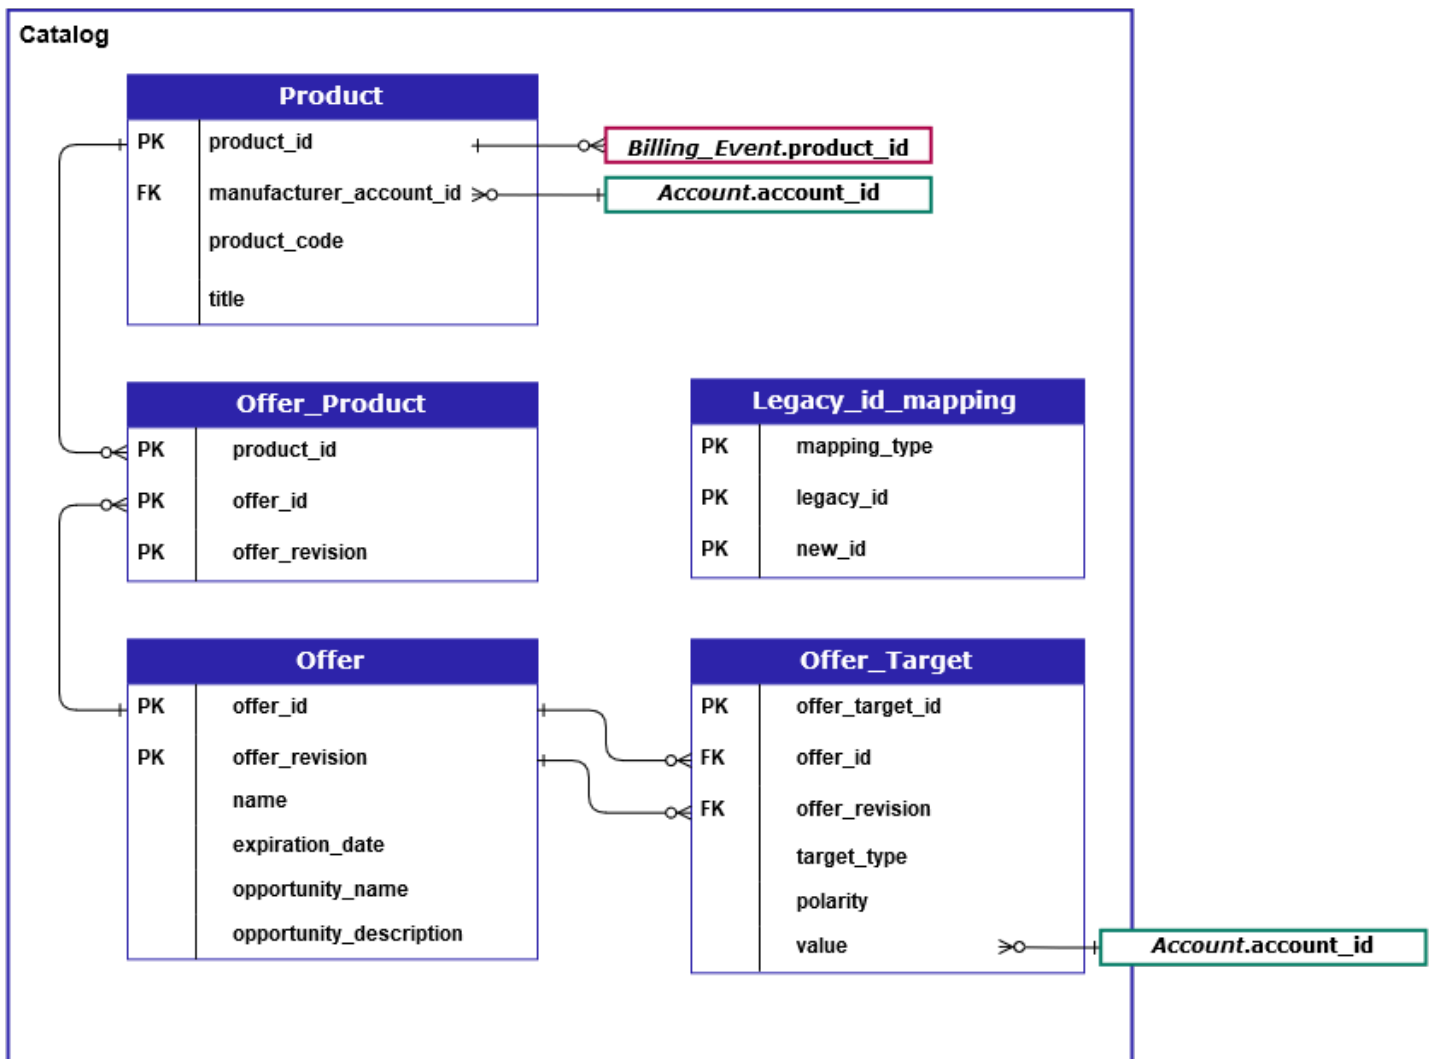 Catalog
Product
PK product_id
Billing_Event.product_id
FK manufacturer_account_id
Account.account_id
product_code
title
Offer_Product
PK product_id
PK offer_id
PK offer_revision
Legacy_id_mapping
PK mapping_type
PK legacy_id
PK new_id
Offer
PK offer_id
PK offer_revision
name
expiration_date
opportunity_name
opportunity_description
Offer_Target
PK offer_target_id
FK offer_id
FK offer_revision
target_type
polarity
value
Account.account_id